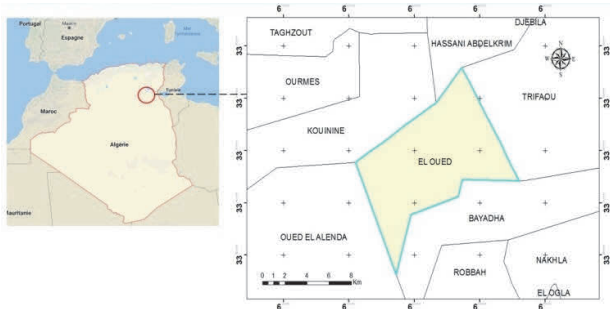 Portugal
Madrid
Espagne
Maroc
Algérie
Tunisie
6 6 6 6 6
33
33
33
33
33
TAGHZOUT
DJEBILA
HASSANI ABDELKRIM
OURMES
TRIFAOU
KOUININE
EL OUED
BAYADHA
OUED EL ALENDA
ROBBAH
NAKHLA
EL OGLA
N
W E
S
0 1 2 4 6 8
Km
33
33
33
33
33
6 6 6 6 6